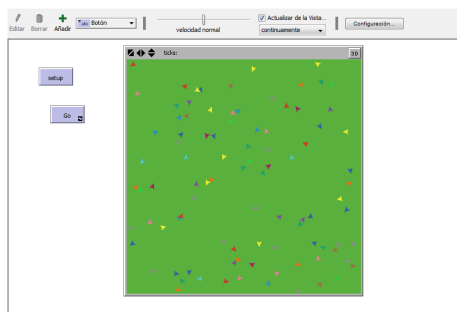 Editar Borrar Añadir
Botón
velocidad normal
Actualizar de la Vista...
continuamente
Configuración...
ticks:
3D
setup
Go